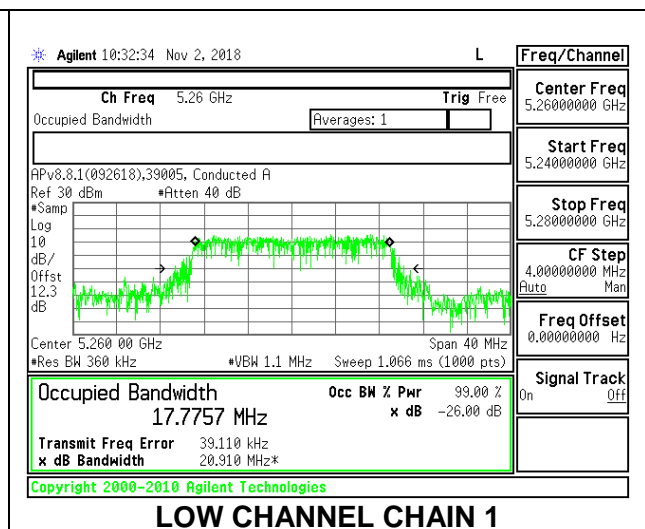 Agilent 10:32:34 Nov 2, 2018 L
Freq/Channel
Ch Freq 5.26 GHz Trig Free
Occupied Bandwidth Averages: 1
APv8.8.1(092618),39005, Conducted A
Ref 30 dBm #Atten 40 dB
#Samp
Log
10
dB/
Offst
12.3
dB
Center 5.260 00 GHz Span 40 MHz
#Res BW 360 kHz #VBW 1.1 MHz Sweep 1.066 ms (1000 pts)
Occupied Bandwidth Occ BW % Pwr 99.00 %
17.7757 MHz x dB -26.00 dB
Transmit Freq Error 39.110 kHz
x dB Bandwidth 20.910 MHz*
Copyright 2000-2010 Agilent Technologies
Center Freq
5.26000000 GHz
Start Freq
5.24000000 GHz
Stop Freq
5.28000000 GHz
CF Step
4.00000000 MHz
Auto Man
Freq Offset
0.00000000 Hz
Signal Track
On Off
LOW CHANNEL CHAIN 1